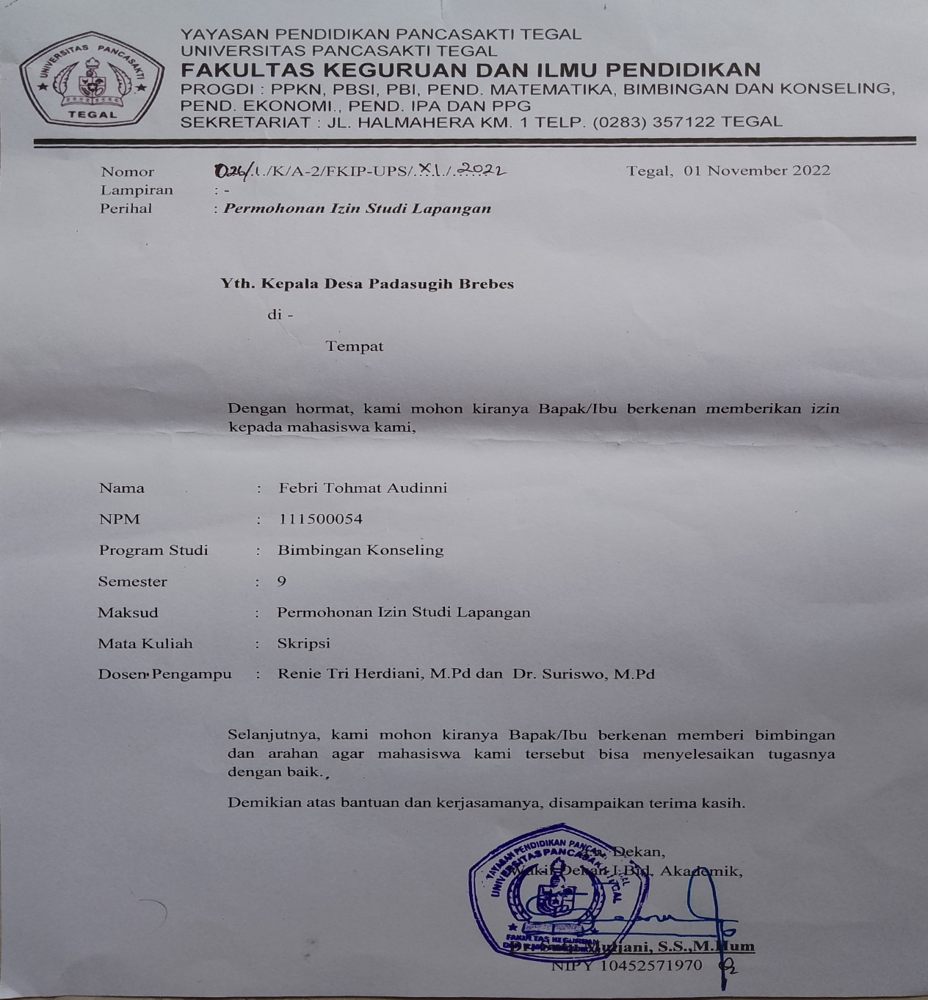 YAYASAN PENDIDIKAN PANCASAKTI TEGAL
UNIVERSITAS PANCASAKTI TEGAL
FAKULTAS KEGURUAN DAN ILMU PENDIDIKAN
PROGDI : PPKN, PBSI, PBI, PEND. MATEMATIKA, BIMBINGAN DAN KONSELING,
PEND. EKONOMI., PEND. IPA DAN PPG
SEKRETARIAT : JL. HALMAHERA KM. 1 TELP. (0283) 357122 TEGAL
UNIVERSITAS PANCASAKTI
TEGAL
Nomor 026/1./K/A-2/FKIP-UPS/.XI./.2022 Tegal, 01 November 2022
Lampiran : -
Perihal : Permohonan Izin Studi Lapangan
Yth. Kepala Desa Padasugih Brebes
di -
Tempat
Dengan hormat, kami mohon kiranya Bapak/Ibu berkenan memberikan izin
kepada mahasiswa kami,
Nama : Febri Tohmat Audinni
NPM : 111500054
Program Studi : Bimbingan Konseling
Semester : 9
Maksud : Permohonan Izin Studi Lapangan
Mata Kuliah : Skripsi
Dosen Pengampu : Renie Tri Herdiani, M.Pd dan Dr. Suriswo, M.Pd
Selanjutnya, kami mohon kiranya Bapak/Ibu berkenan memberi bimbingan
dan arahan agar mahasiswa kami tersebut bisa menyelesaikan tugasnya
dengan baik.,
Demikian atas bantuan dan kerjasamanya, disampaikan terima kasih.
Dekan,
Wakil Dekan I Bid. Akademik,
YAYASAN PENDIDIKAN PANCASAKTI
UNIVERSITAS PANCASAKTI TEGAL
FAKULTAS KEGURUAN
Muljani, S.S.,M.Hum
NIPY 10452571970